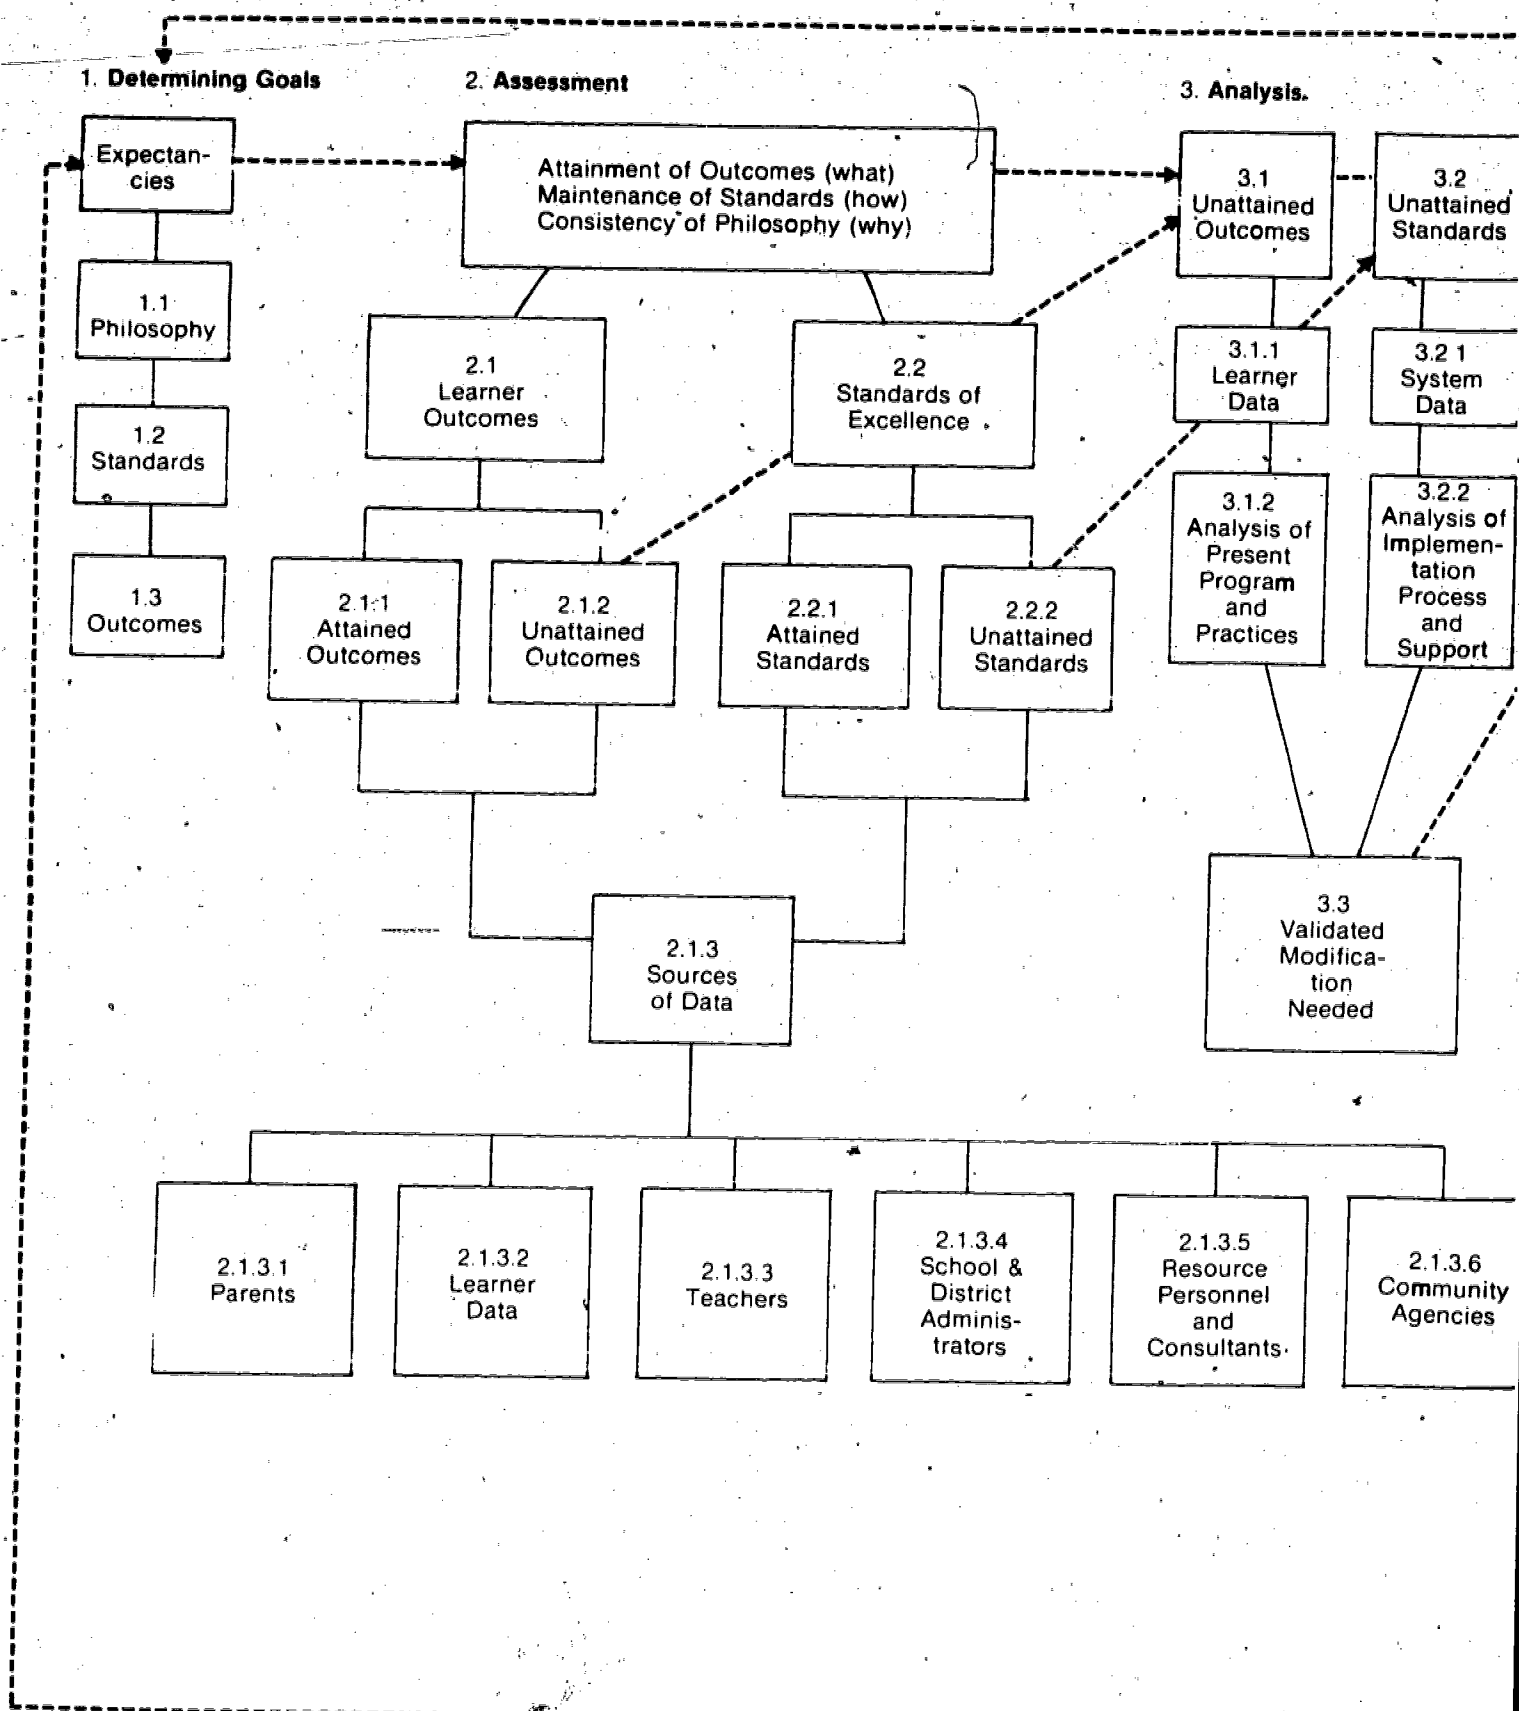 1. Determining Goals
Expectan-
cies
1.1
Philosophy
1.2
Standards
1.3
Outcomes
2. Assessment
Attainment of Outcomes (what)
Maintenance of Standards (how)
Consistency of Philosophy (why)
2.1
Learner
Outcomes
2.2
Standards of
Excellence
2.1.1
Attained
Outcomes
2.1.2
Unattained
Outcomes
2.2.1
Attained
Standards
2.2.2
Unattained
Standards
2.1.3
Sources
of Data
2.1.3.1
Parents
2.1.3.2
Learner
Data
2.1.3.3
Teachers
2.1.3.4
School &
District
Adminis-
trators
2.1.3.5
Resource
Personnel
and
Consultants
2.1.3.6
Community
Agencies
3. Analysis.
3.1
Unattained
Outcomes
3.1.1
Learner
Data
3.1.2
Analysis of
Present
Program
and
Practices
3.2
Unattained
Standards
3.2 1
System
Data
3.2.2
Analysis of
Implemen-
tation
Process
and
Support
3.3
Validated
Modifica-
tion
Needed